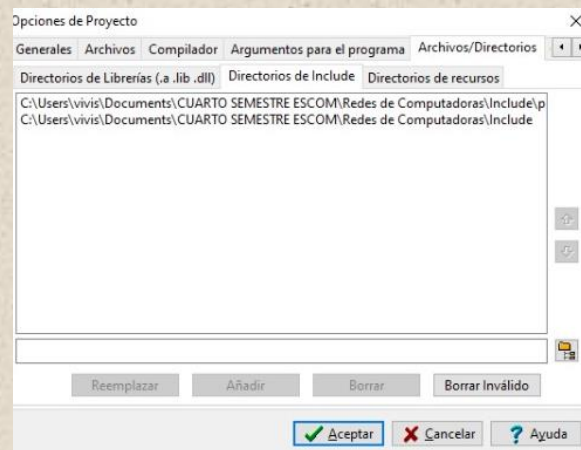 Opciones de Proyecto
Generales Archivos Compilador Argumentos para el programa Archivos/Directorios
Directorios de Librerías (.a .lib .dll) Directorios de Include Directorios de recursos
C:\Users\vivis\Documents\CUARTO SEMESTRE ESCOM\Redes de Computadoras\Include\p
C:\Users\vivis\Documents\CUARTO SEMESTRE ESCOM\Redes de Computadoras\Include
Reemplazar Añadir Borrar Borrar Inválido
Aceptar Cancelar Ayuda